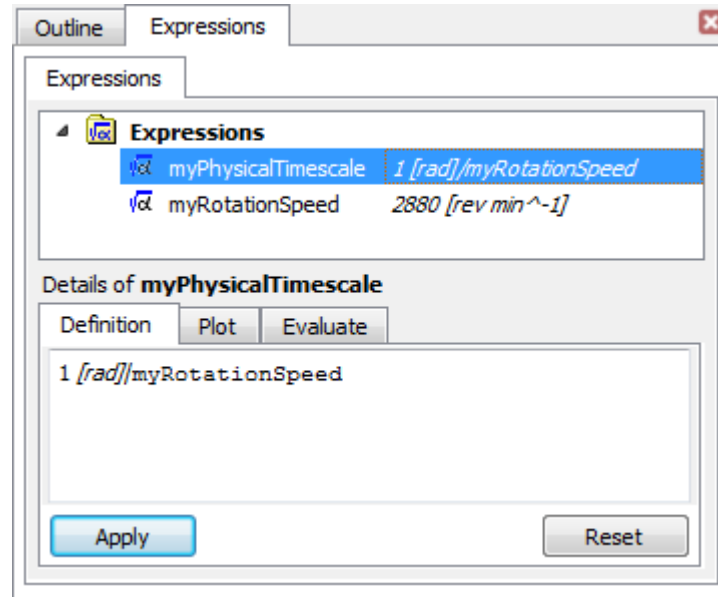 Outline Expressions
Expressions
Expressions
myPhysicalTimescale 1 [rad]/myRotationSpeed
myRotationSpeed 2880 [rev min^-1]
Details of myPhysicalTimescale
Definition Plot Evaluate
1 [rad]/myRotationSpeed
Apply Reset